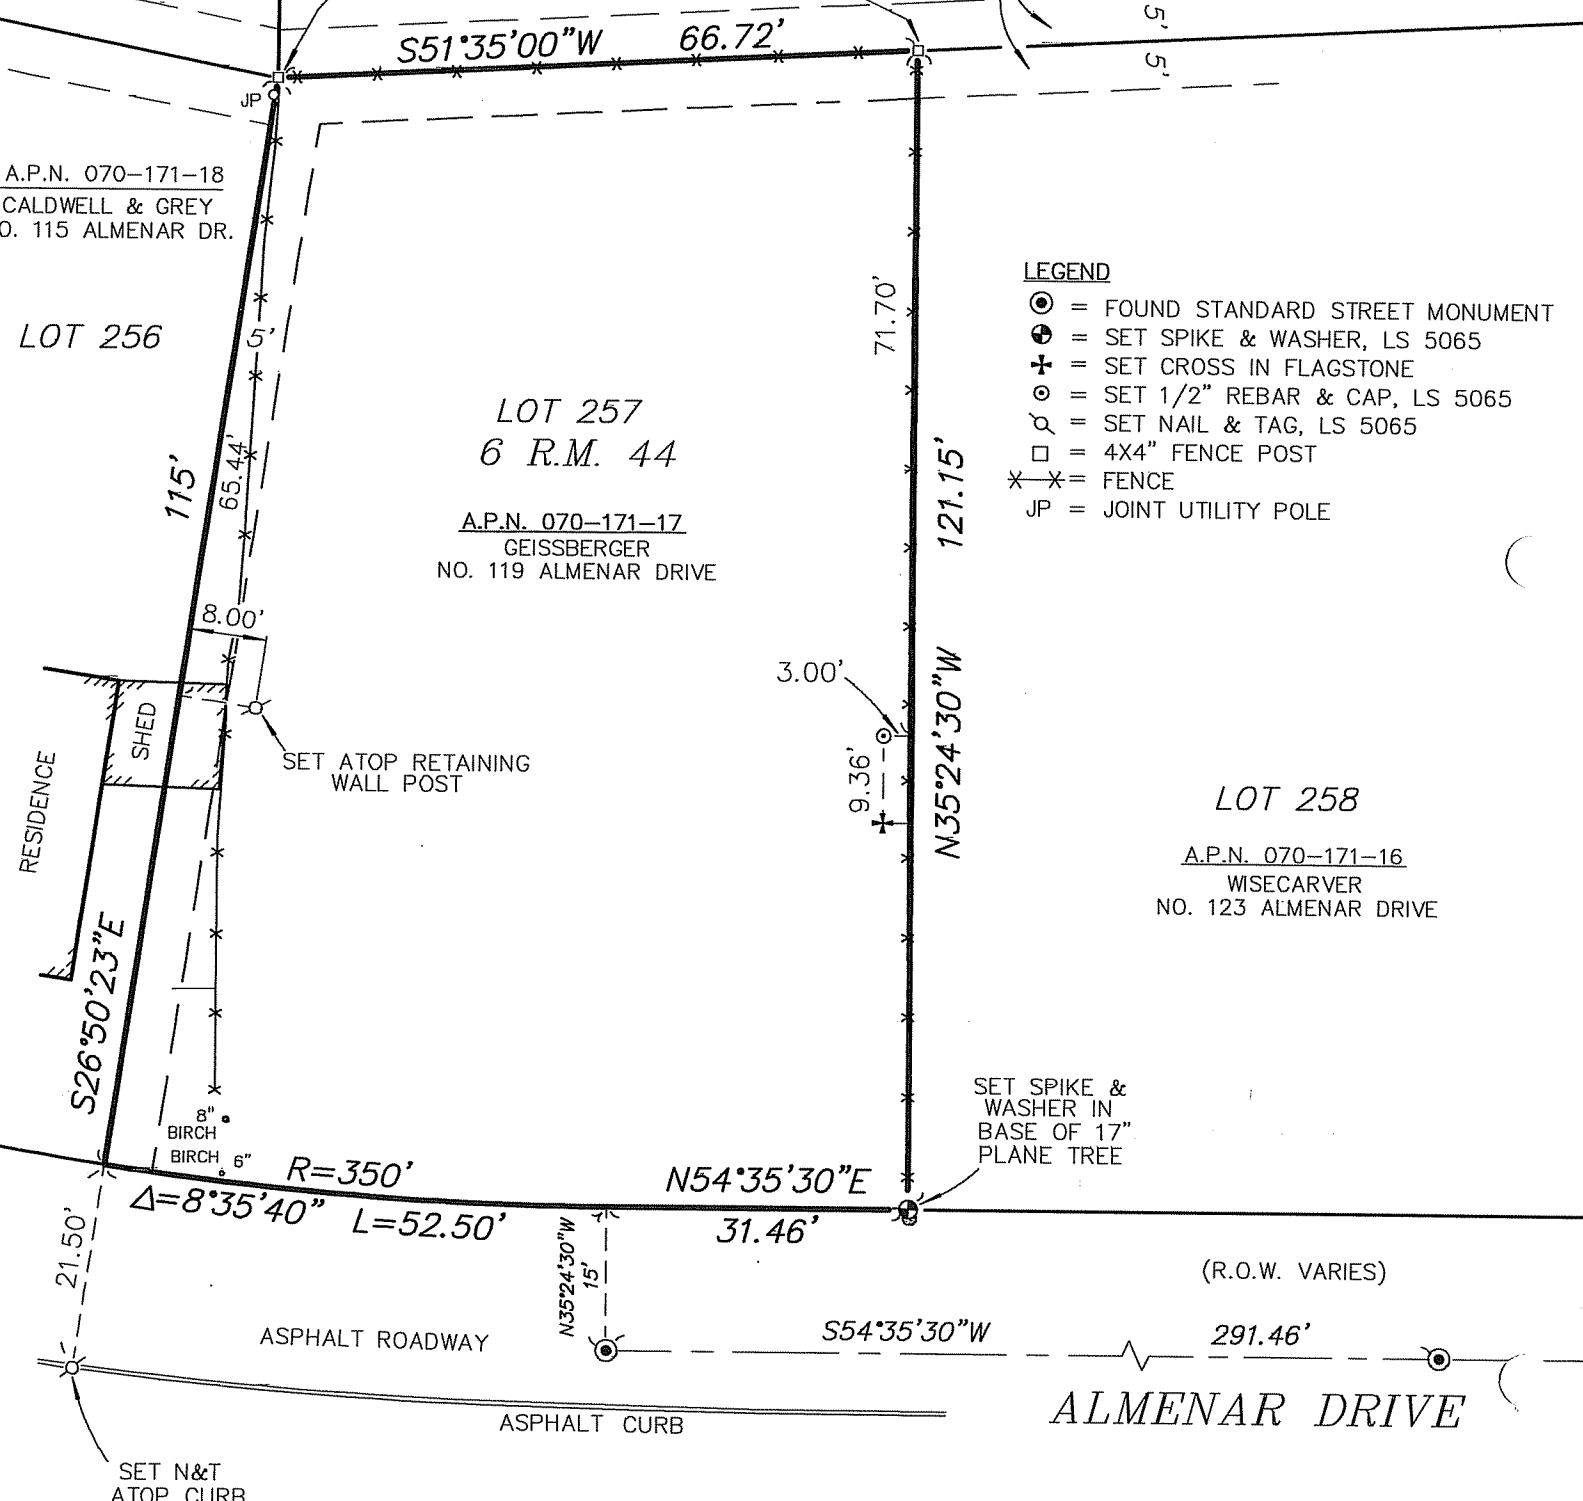 S51°35'00"W 66.72'
5'
5'
JP
A.P.N. 070-171-18
CALDWELL & GREY
O. 115 ALMENAR DR.
LOT 256
5'
115'
65.44'
71.70'
LOT 257
6 R.M. 44
A.P.N. 070-171-17
GEISSBERGER
NO. 119 ALMENAR DRIVE
LEGEND
= FOUND STANDARD STREET MONUMENT
= SET SPIKE & WASHER, LS 5065
= SET CROSS IN FLAGSTONE
= SET 1/2" REBAR & CAP, LS 5065
= SET NAIL & TAG, LS 5065
= 4X4" FENCE POST
X—X= FENCE
JP = JOINT UTILITY POLE
121.15'
N35°24'30"W
8.00'
3.00'
9.36'
SHED
RESIDENCE
SET ATOP RETAINING
WALL POST
LOT 258
A.P.N. 070-171-16
WISECARVER
NO. 123 ALMENAR DRIVE
S26°50'23"E
8"
BIRCH
BIRCH 6"
SET SPIKE &
WASHER IN
BASE OF 17"
PLANE TREE
R=350'
Δ=8°35'40" L=52.50'
N54°35'30"E
31.46'
21.50'
N35°24'30"W
15'
(R.O.W. VARIES)
ASPHALT ROADWAY
S54°35'30"W 291.46'
ALMENAR DRIVE
ASPHALT CURB
SET N&T
ATOP CURB